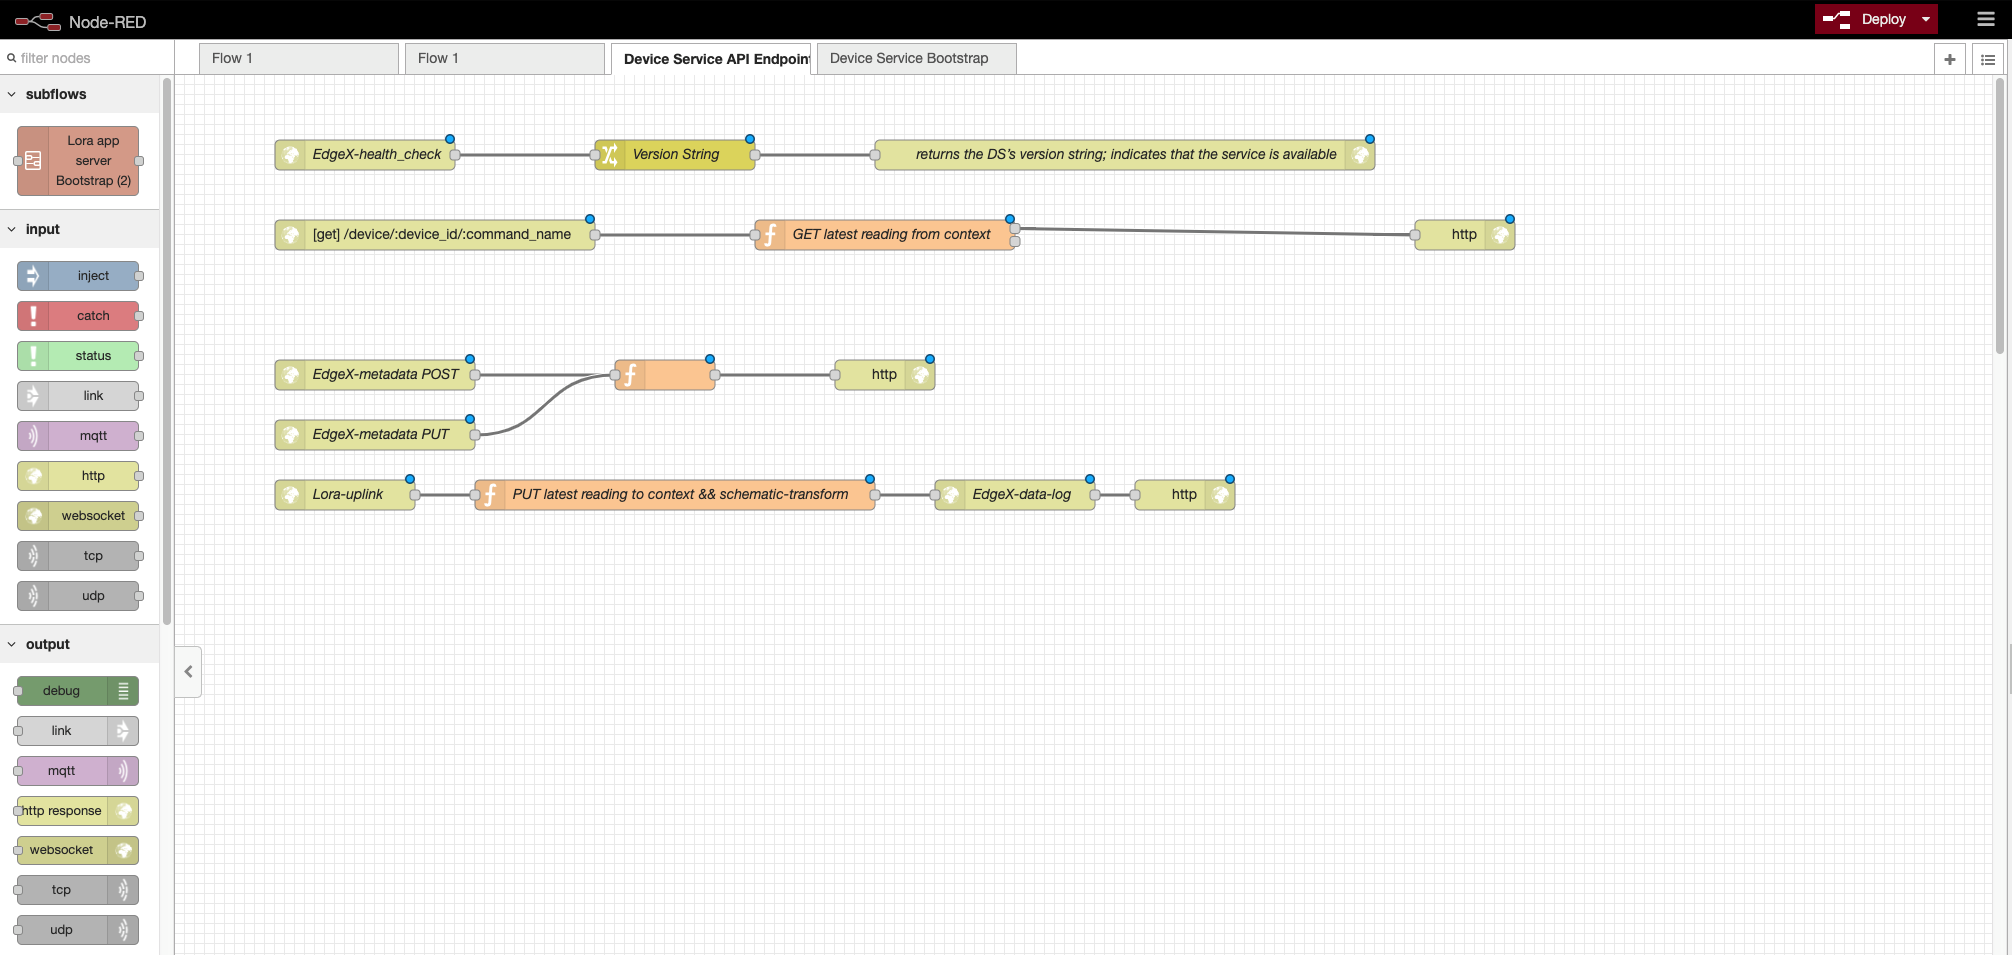 Node-RED
Deploy
filter nodes
Flow 1
Flow 1
Device Service API Endpoint
Device Service Bootstrap
subflows
Lora app
server
Bootstrap (2)
input
inject
catch
status
link
mqtt
http
websocket
tcp
udp
output
debug
link
mqtt
http response
websocket
tcp
udp
EdgeX-health_check
Version String
returns the DS's version string; indicates that the service is available
[get] /device/:device_id/:command_name
GET latest reading from context
http
EdgeX-metadata POST
http
EdgeX-metadata PUT
Lora-uplink
PUT latest reading to context && schematic-transform
EdgeX-data-log
http